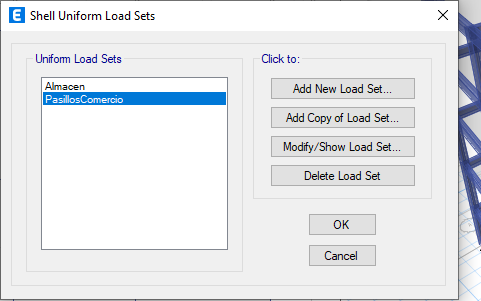 Shell Uniform Load Sets
Uniform Load Sets
Almacen
PasillosComercio
Click to:
Add New Load Set...
Add Copy of Load Set...
Modify/Show Load Set...
Delete Load Set
OK
Cancel